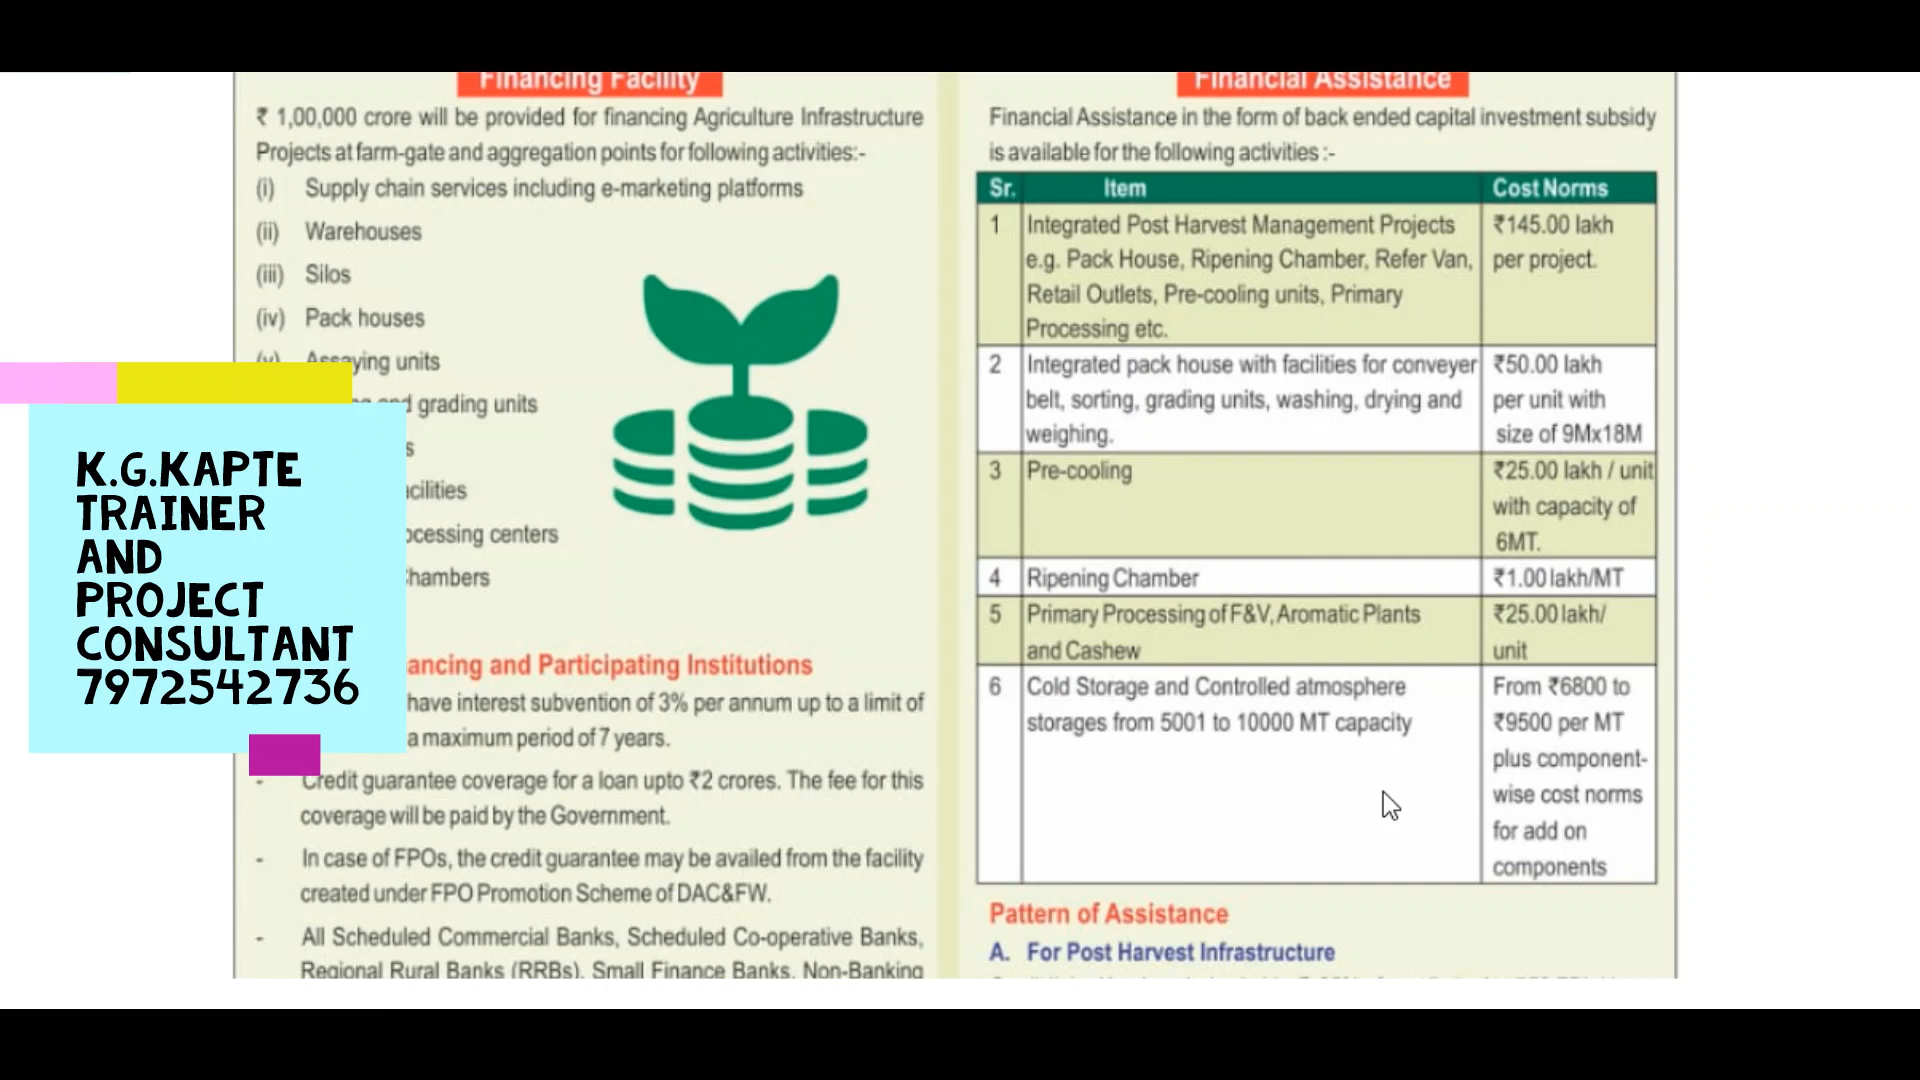 Financing Facility
₹ 1,00,000 crore will be provided for financing Agriculture Infrastructure
Projects at farm-gate and aggregation points for following activities:-
(i) Supply chain services including e-marketing platforms
(ii) Warehouses
(iii) Silos
(iv) Pack houses
(v) Assaying units
and grading units
processing centers
Chambers
Financing and Participating Institutions
have interest subvention of 3% per annum up to a limit of
a maximum period of 7 years.
- Credit guarantee coverage for a loan upto ₹2 crores. The fee for this
coverage will be paid by the Government.
- In case of FPOs, the credit guarantee may be availed from the facility
created under FPO Promotion Scheme of DAC&FW.
- All Scheduled Commercial Banks, Scheduled Co-operative Banks,
Regional Rural Banks (RRBs), Small Finance Banks, Non-Banking
K.G.KAPTE
TRAINER
AND
PROJECT
CONSULTANT
7972542736
Financial Assistance
Financial Assistance in the form of back ended capital investment subsidy
is available for the following activities :-
Sr. Item Cost Norms
1 Integrated Post Harvest Management Projects ₹145.00 lakh
e.g. Pack House, Ripening Chamber, Refer Van, per project.
Retail Outlets, Pre-cooling units, Primary
Processing etc.
2 Integrated pack house with facilities for conveyer ₹50.00 lakh
belt, sorting, grading units, washing, drying and per unit with
weighing. size of 9Mx18M
3 Pre-cooling ₹25.00 lakh / unit
with capacity of
6MT.
4 Ripening Chamber ₹1.00 lakh/MT
5 Primary Processing of F&V, Aromatic Plants ₹25.00 lakh/
and Cashew unit
6 Cold Storage and Controlled atmosphere From ₹6800 to
storages from 5001 to 10000 MT capacity ₹9500 per MT
plus component-
wise cost norms
for add on
components
Pattern of Assistance
A. For Post Harvest Infrastructure